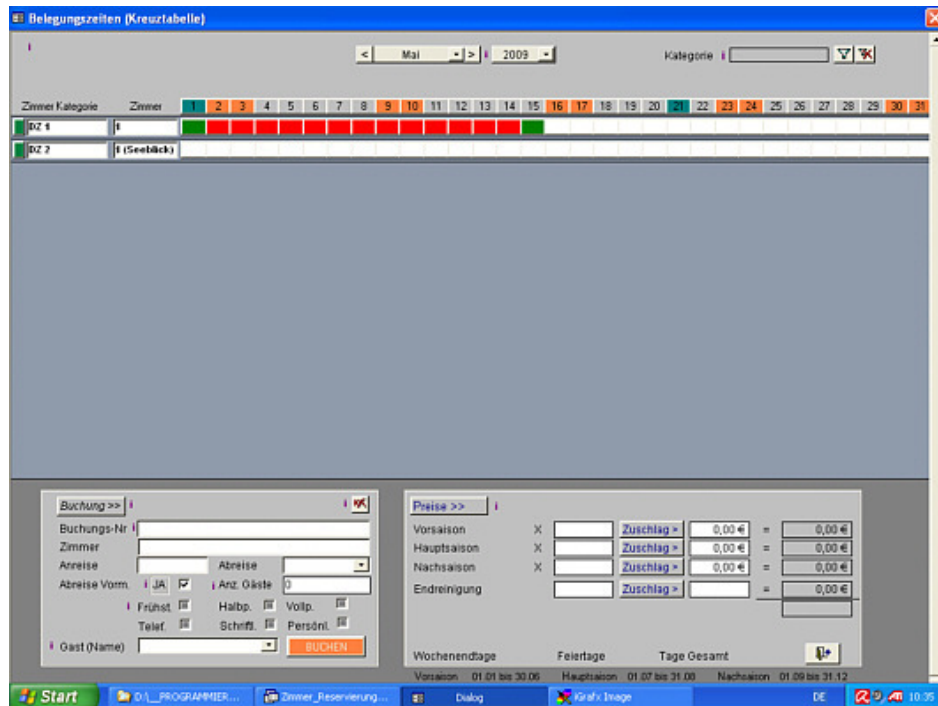 Belegungszeiten (Kreuztabelle)
< Mai > i 2009
Kategorie i
Zimmer Kategorie Zimmer 1 2 3 4 5 6 7 8 9 10 11 12 13 14 15 16 17 18 19 20 21 22 23 24 25 26 27 28 29 30 31
DZ 1 1
DZ 2 1 (Seeblick)
Buchung >> i
Buchungs-Nr i
Zimmer
Anreise Abreise
Abreise Vorm. i JA i Anz. Gäste 0
i Frühst. Halbp. Vollp.
Telef. Schriftl. Persönl.
i Gast (Name) BUCHEN
Preise >> i
Vorsaison X Zuschlag > 0,00 € = 0,00 €
Hauptsaison X Zuschlag > 0,00 € = 0,00 €
Nachsaison X Zuschlag > 0,00 € = 0,00 €
Endreinigung Zuschlag > = 0,00 €
Wochenendtage Feiertage Tage Gesamt
Vorsaison 01.01 bis 30.06 Hauptsaison 01.07 bis 31.08 Nachsaison 01.09 bis 31.12
Start D:\_PROGRAMMIER... Zimmer_Reservierung... Dialog iGrafx Image DE 10:35